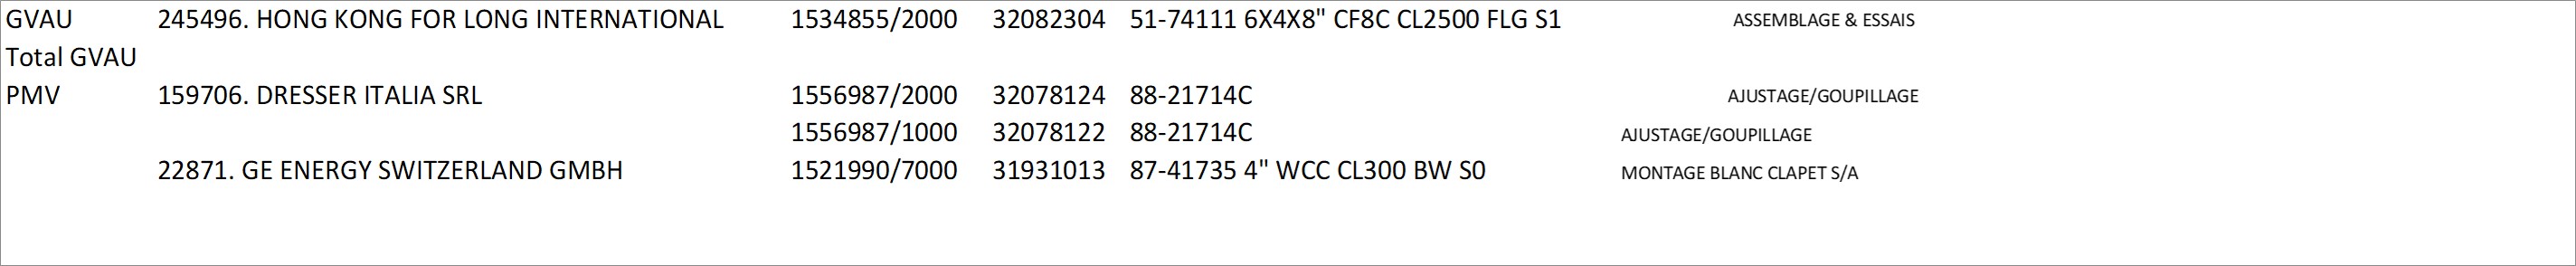 GVAU 245496. HONG KONG FOR LONG INTERNATIONAL 1534855/2000 32082304 51-74111 6X4X8" CF8C CL2500 FLG S1 ASSEMBLAGE & ESSAIS
Total GVAU
PMV 159706. DRESSER ITALIA SRL 1556987/2000 32078124 88-21714C AJUSTAGE/GOUPILLAGE
1556987/1000 32078122 88-21714C AJUSTAGE/GOUPILLAGE
22871. GE ENERGY SWITZERLAND GMBH 1521990/7000 31931013 87-41735 4" WCC CL300 BW S0 MONTAGE BLANC CLAPET S/A